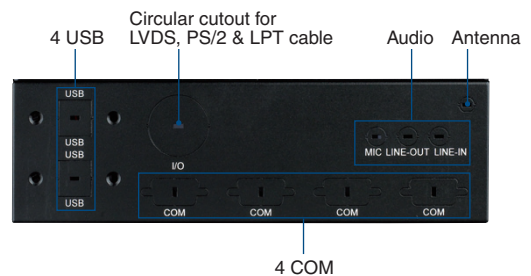 Circular cutout for
4 USB LVDS, PS/2 & LPT cable Audio Antenna
USB
USB
USB
USB
I/O
MIC LINE-OUT LINE-IN
COM COM COM COM
4 COM